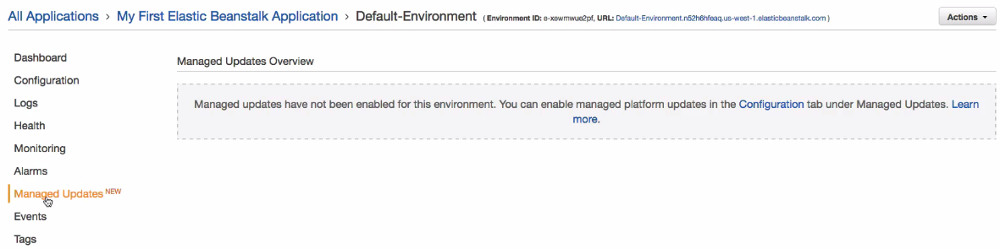 All Applications › My First Elastic Beanstalk Application › Default-Environment ( Environment ID: e-xewmwue2pf, URL: Default-Environment.n52h6hfeaq.us-west-1.elasticbeanstalk.com )
Actions
Dashboard
Configuration
Logs
Health
Monitoring
Alarms
Managed Updates NEW
Events
Tags
Managed Updates Overview
Managed updates have not been enabled for this environment. You can enable managed platform updates in the Configuration tab under Managed Updates. Learn
more.